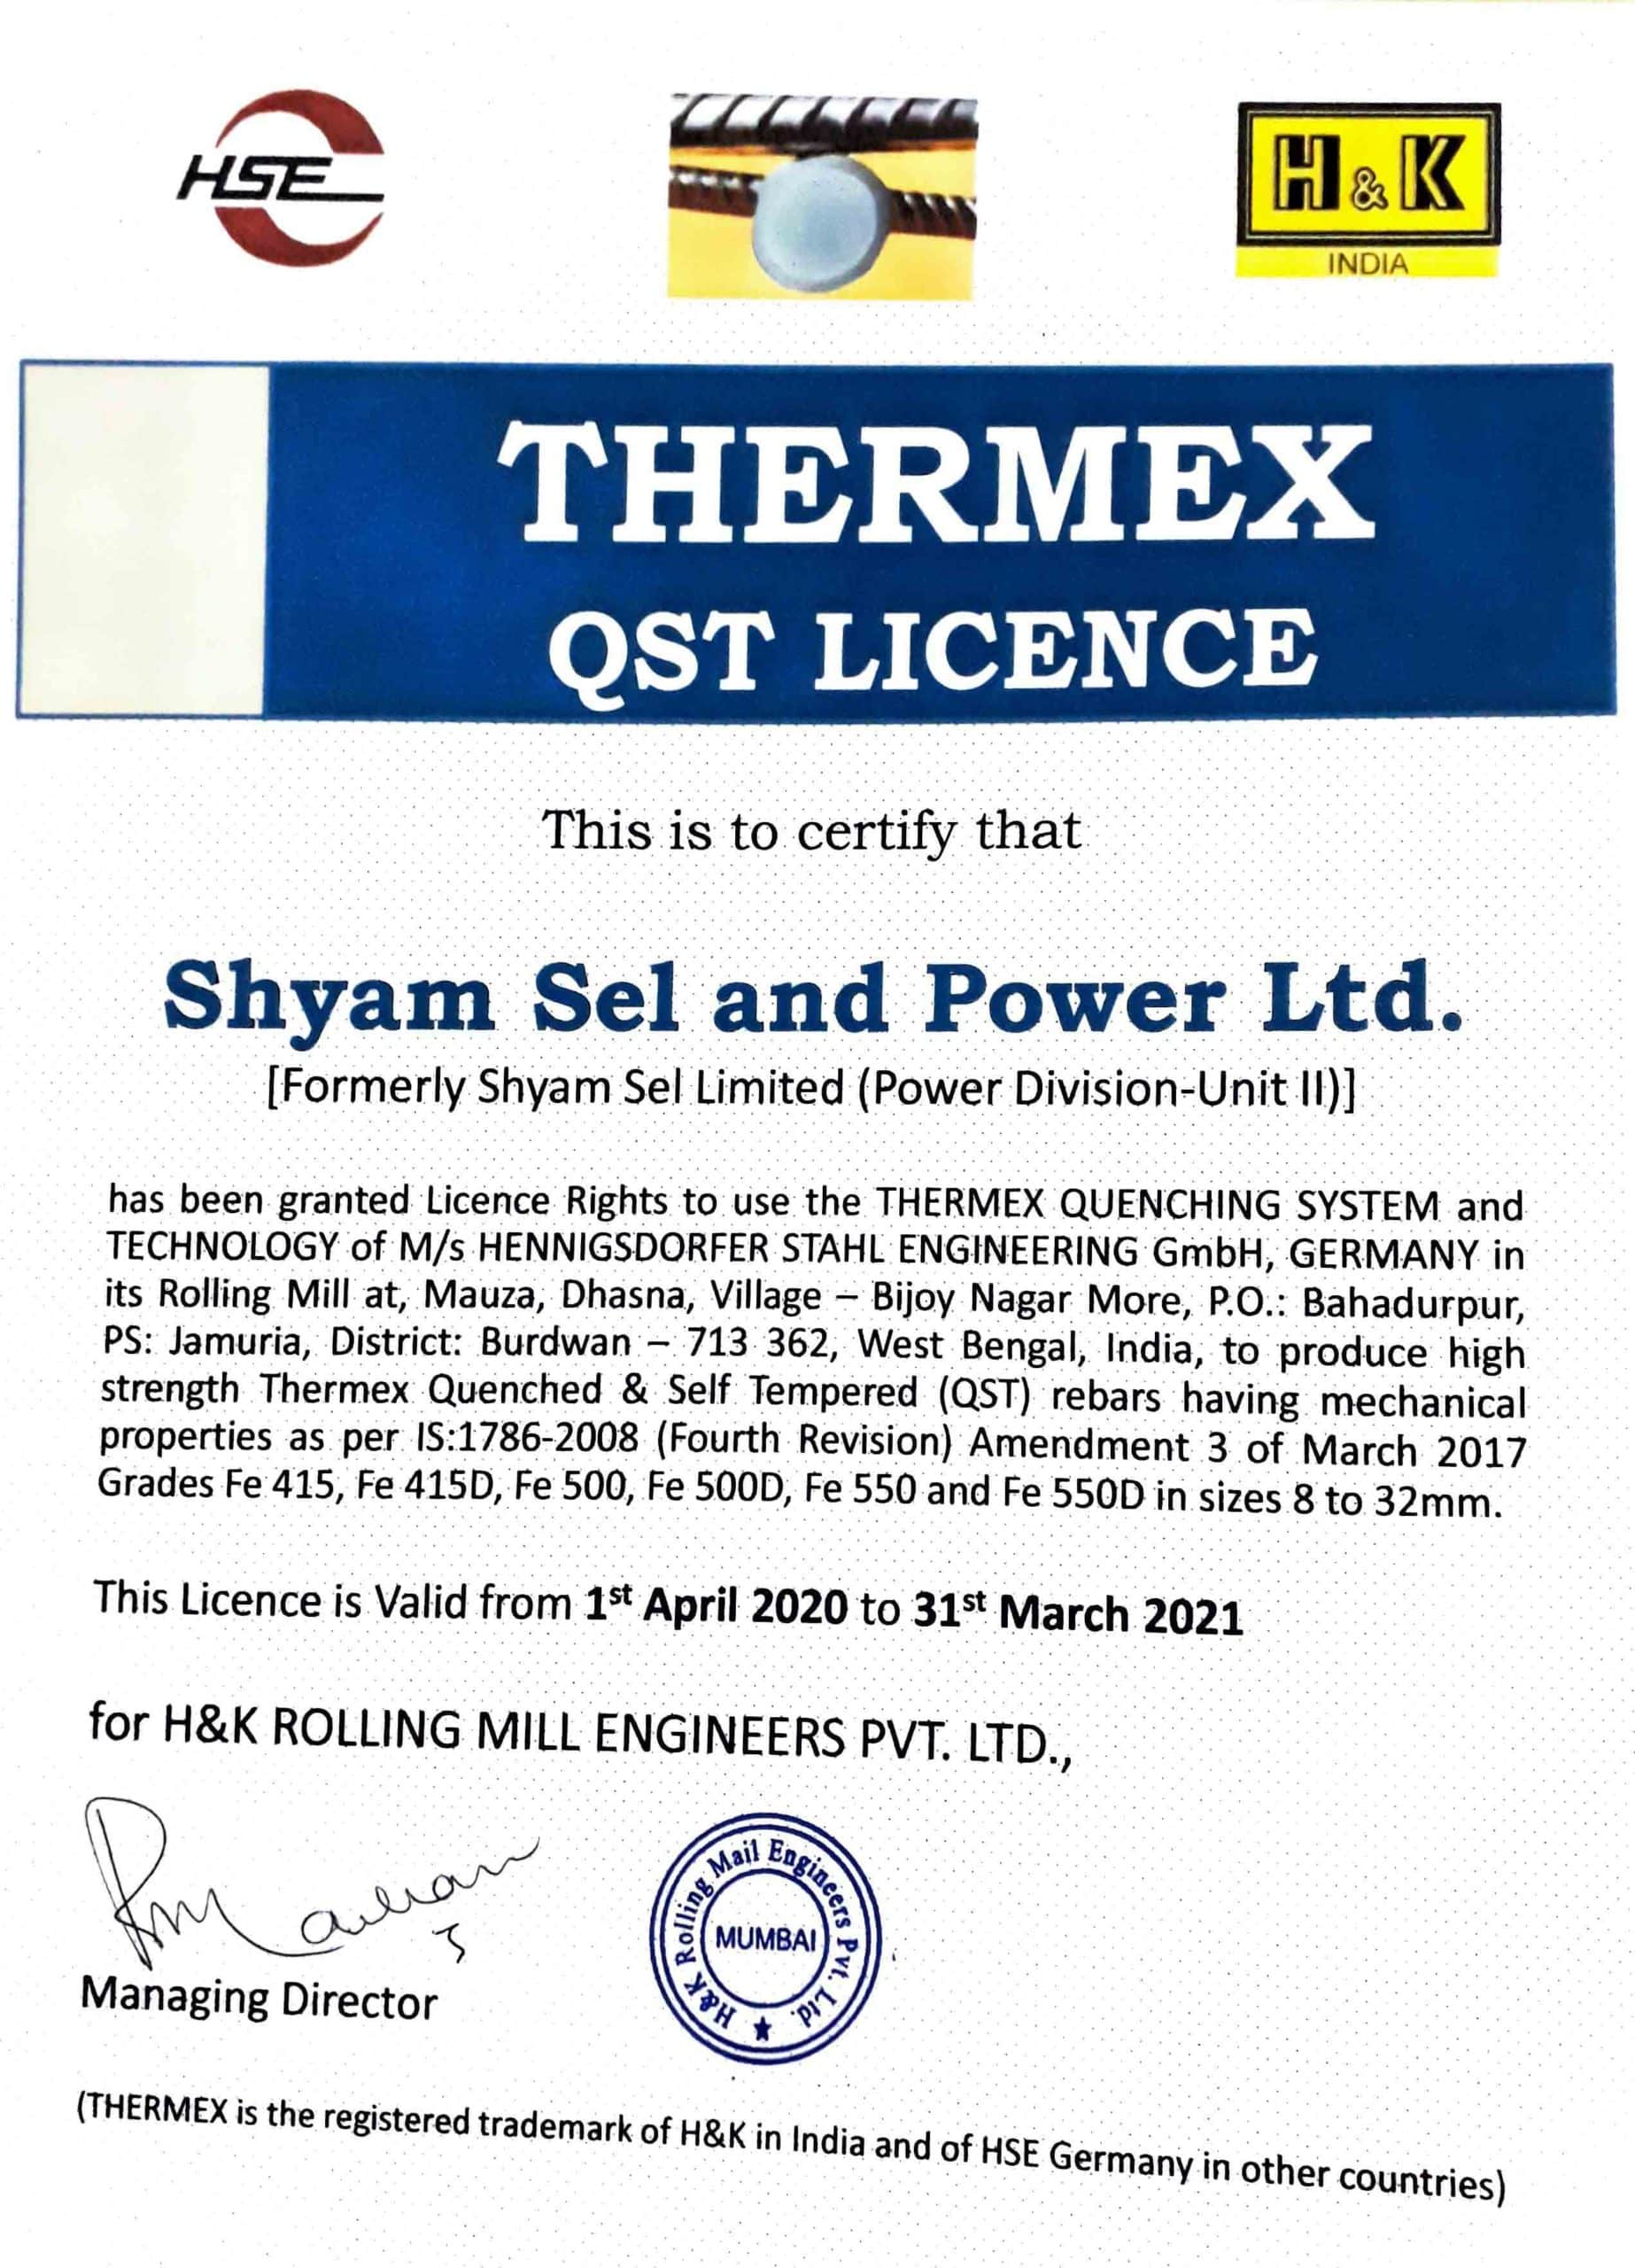 HSE
H & K
INDIA
THERMEX
QST LICENCE
This is to certify that
Shyam Sel and Power Ltd.
[Formerly Shyam Sel Limited (Power Division-Unit II)]
has been granted Licence Rights to use the THERMEX QUENCHING SYSTEM and
TECHNOLOGY of M/s HENNIGSDORFER STAHL ENGINEERING GmbH, GERMANY in
its Rolling Mill at, Mauza, Dhasna, Village – Bijoy Nagar More, P.O.: Bahadurpur,
PS: Jamuria, District: Burdwan – 713 362, West Bengal, India, to produce high
strength Thermex Quenched & Self Tempered (QST) rebars having mechanical
properties as per IS:1786-2008 (Fourth Revision) Amendment 3 of March 2017
Grades Fe 415, Fe 415D, Fe 500, Fe 500D, Fe 550 and Fe 550D in sizes 8 to 32mm.
This Licence is Valid from 1st April 2020 to 31st March 2021
for H&K ROLLING MILL ENGINEERS PVT. LTD.,
H&K Rolling Mail Engineers Pvt. Ltd.
MUMBAI
Managing Director
(THERMEX is the registered trademark of H&K in India and of HSE Germany in other countries)